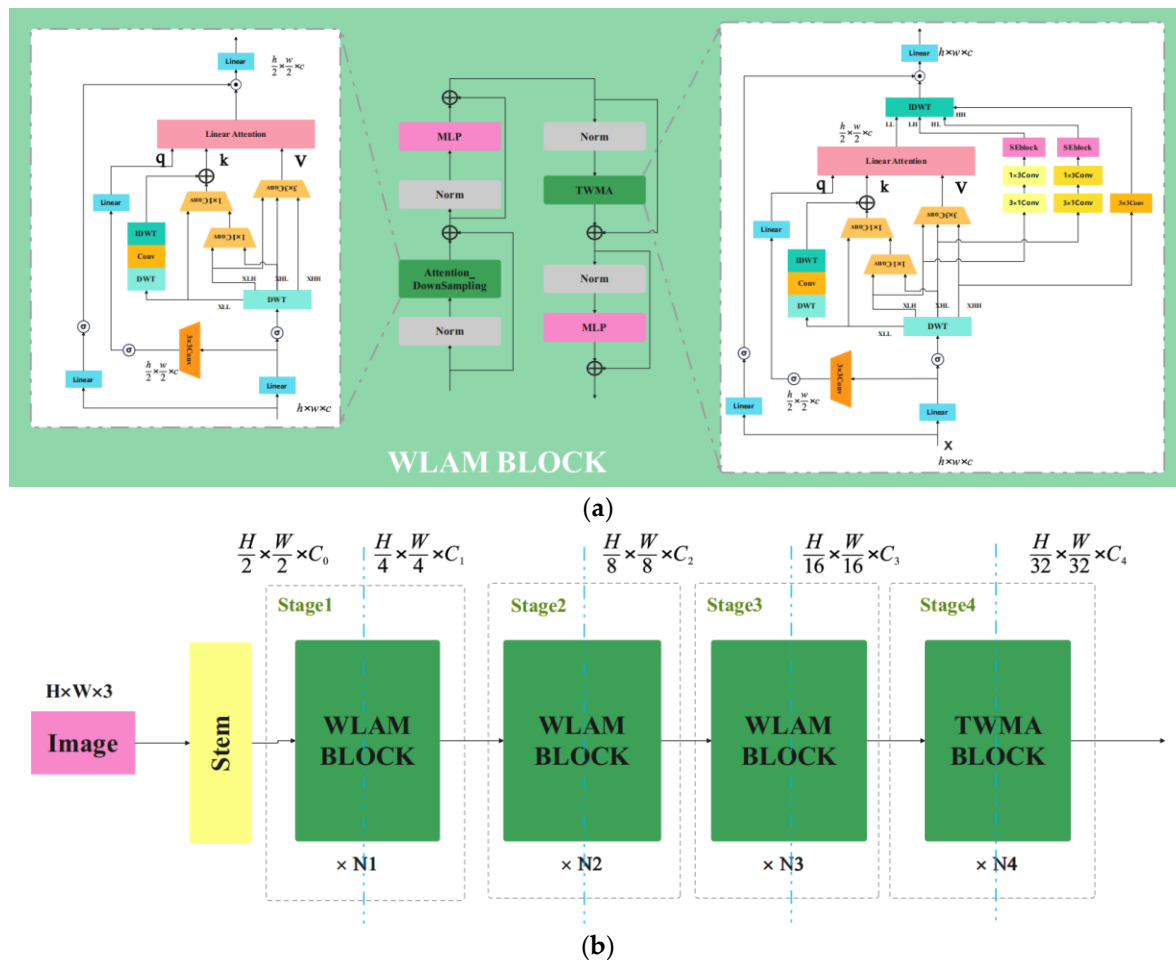 Linear
h/2×w/2×c
Linear Attention
q
k
V
Linear
1×1Conv
3×3Conv
1×1Conv
IDWT
Conv
DWT
XLH
XHL
XHH
XLL
DWT
σ
σ
σ
3×3Conv
h/2×w/2×c
Linear
Linear
h×w×c
MLP
Norm
Attention_
DownSampling
Norm
Norm
TWMA
Norm
MLP
Linear
h×w×c
IDWT
LL
LH
HL
HH
h/2×w/2×c
Linear Attention
SEblock
SEblock
1×3Conv
1×3Conv
3×1Conv
3×1Conv
3×3Conv
q
k
V
Linear
1×1Conv
3×3Conv
1×1Conv
IDWT
Conv
DWT
XLH
XHL
XHH
XLL
DWT
σ
σ
σ
3×3Conv
h/2×w/2×c
Linear
Linear
X
h×w×c
WLAM BLOCK
(a)
H/2×W/2×C₀
H/4×W/4×C₁
H/8×W/8×C₂
H/16×W/16×C₃
H/32×W/32×C₄
Stage1
Stage2
Stage3
Stage4
H×W×3
Image
Stem
WLAM
BLOCK
WLAM
BLOCK
WLAM
BLOCK
TWMA
BLOCK
× N1
× N2
× N3
× N4
(b)